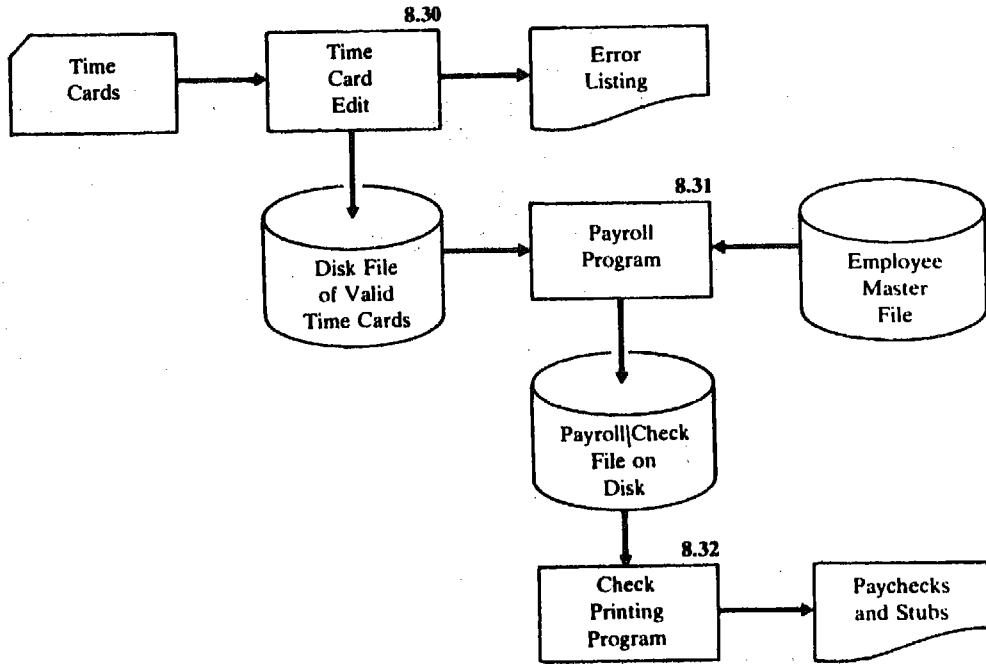 8.30
Time
Cards
Time
Card
Edit
Error
Listing
8.31
Disk File
of Valid
Time Cards
Payroll
Program
Employee
Master
File
Payroll|Check
File on
Disk
8.32
Check
Printing
Program
Paychecks
and Stubs